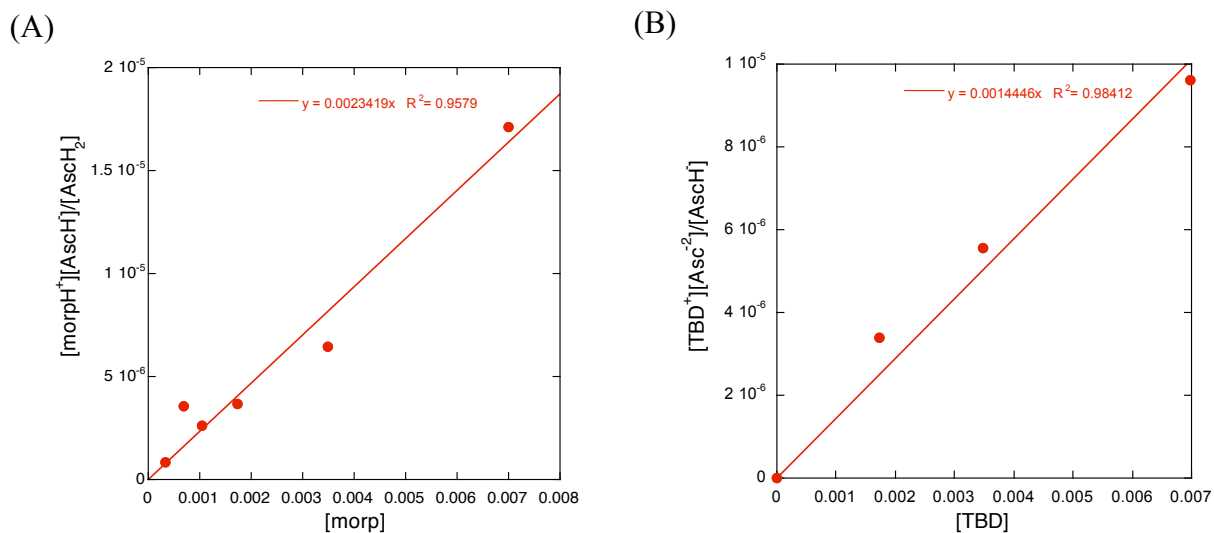 (A)
2 10⁻⁵
y = 0.0023419x R²= 0.9579
1.5 10⁻⁵
1 10⁻⁵
5 10⁻⁶
0
[morpH⁺][AscH⁻]/[AscH₂]
0 0.001 0.002 0.003 0.004 0.005 0.006 0.007 0.008
[morp]
(B)
1 10⁻⁵
y = 0.0014446x R²= 0.98412
8 10⁻⁶
6 10⁻⁶
4 10⁻⁶
2 10⁻⁶
0
[TBD⁺][Asc⁻²]/[AscH⁻]
0 0.001 0.002 0.003 0.004 0.005 0.006 0.007
[TBD]